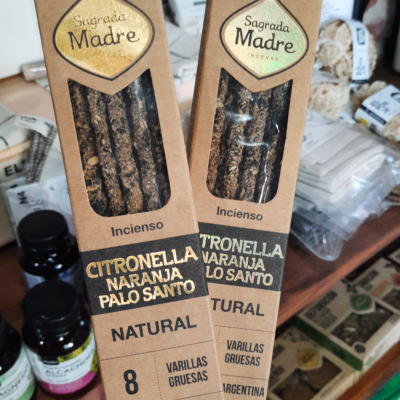 Sagrada
Madre
Incienso
CITRONELLA
NARANJA
PALO SANTO
NATURAL
8
VARILLAS
GRUESAS
Sagrada
Madre
INCENSE
Incienso
CITRONELLA
NARANJA
PALO SANTO
NATURAL
VARILLAS
GRUESAS
ARGENTINA